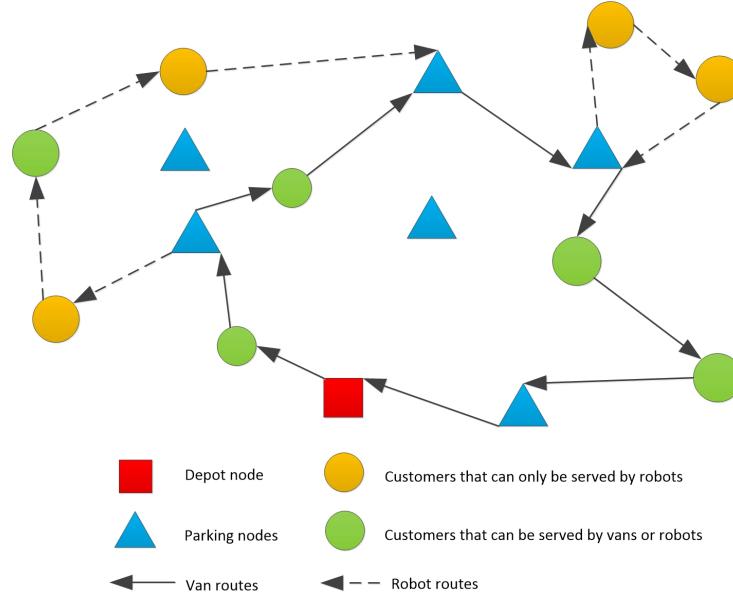 Depot node
Customers that can only be served by robots
Parking nodes
Customers that can be served by vans or robots
Van routes
Robot routes